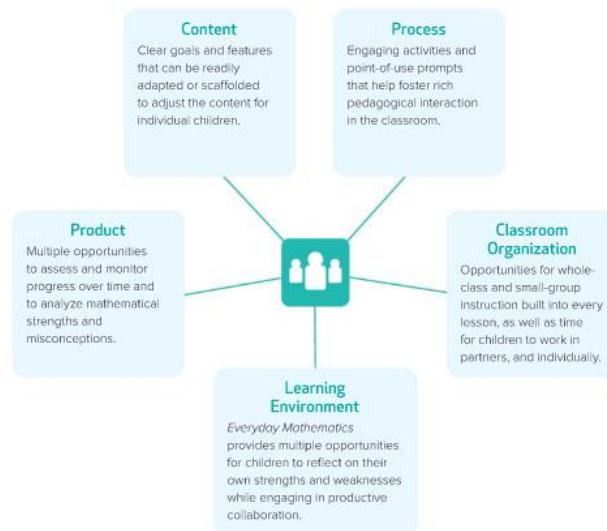 Content
Clear goals and features
that can be readily
adapted or scaffolded
to adjust the content for
individual children.
Process
Engaging activities and
point-of-use prompts
that help foster rich
pedagogical interaction
in the classroom.
Product
Multiple opportunities
to assess and monitor
progress over time and
to analyze mathematical
strengths and
misconceptions.
Classroom
Organization
Opportunities for whole-
class and small-group
instruction built into every
lesson, as well as time
for children to work in
partners, and individually.
Learning
Environment
Everyday Mathematics
provides multiple opportunities
for children to reflect on their
own strengths and weaknesses
while engaging in productive
collaboration.